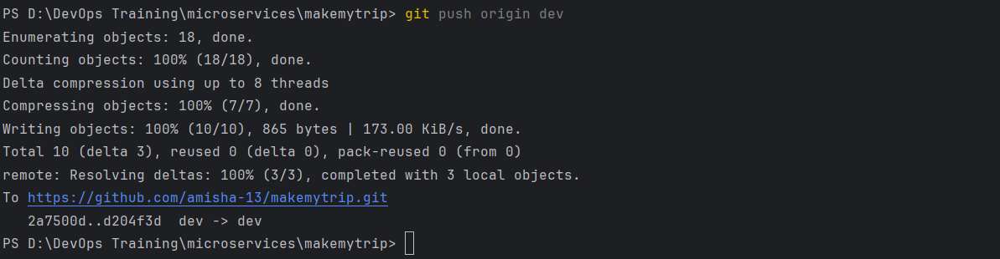 PS D:\DevOps Training\microservices\makemytrip> git push origin dev
Enumerating objects: 18, done.
Counting objects: 100% (18/18), done.
Delta compression using up to 8 threads
Compressing objects: 100% (7/7), done.
Writing objects: 100% (10/10), 865 bytes | 173.00 KiB/s, done.
Total 10 (delta 3), reused 0 (delta 0), pack-reused 0 (from 0)
remote: Resolving deltas: 100% (3/3), completed with 3 local objects.
To https://github.com/amisha-13/makemytrip.git
   2a7500d..d204f3d  dev -> dev
PS D:\DevOps Training\microservices\makemytrip>